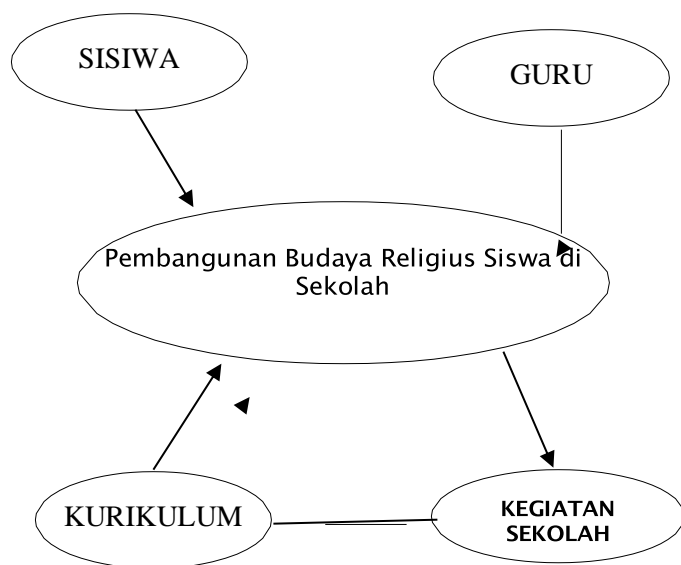 SISIWA
GURU
Pembangunan Budaya Religius Siswa di
Sekolah
KURIKULUM
KEGIATAN
SEKOLAH